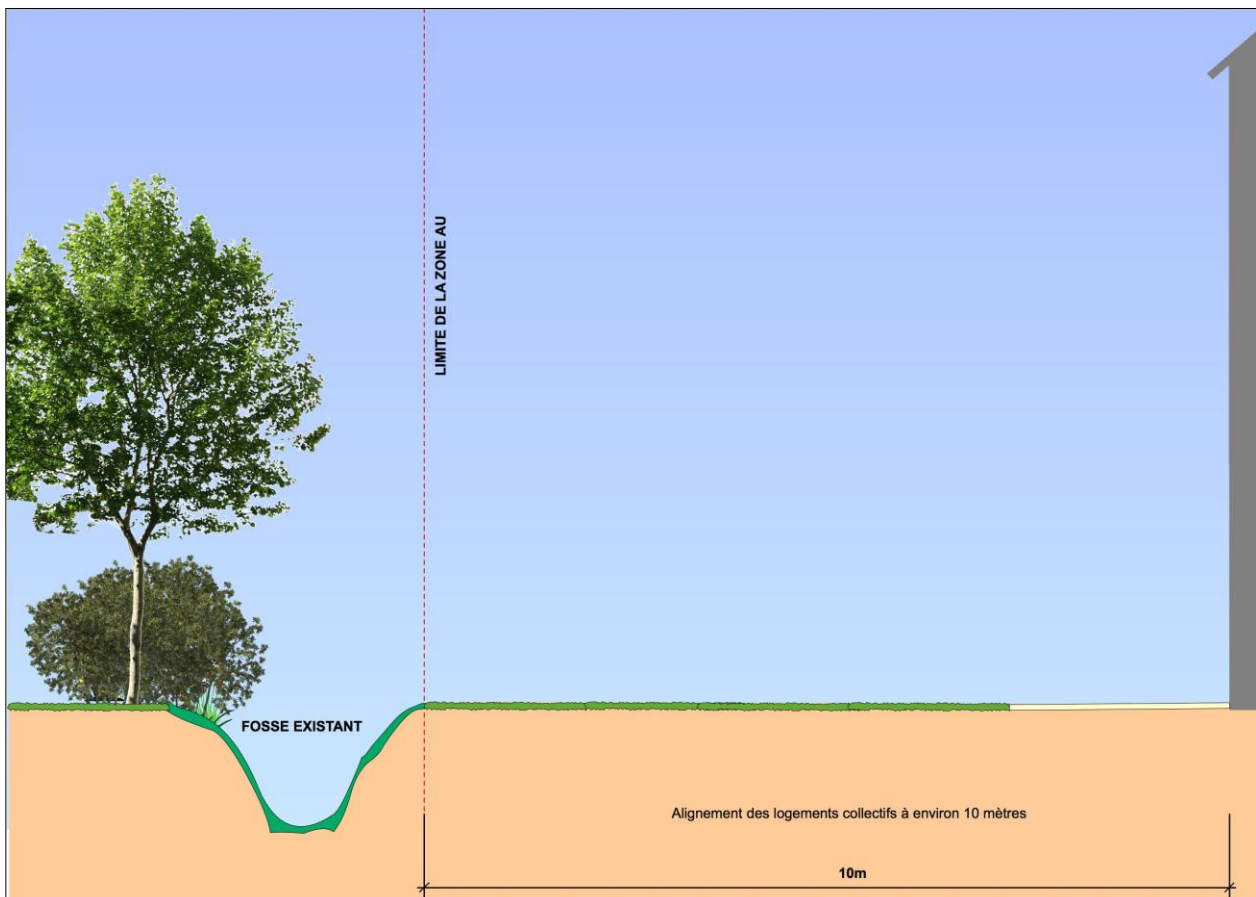 LIMITE DE LA ZONE AU
FOSSE EXISTANT
Alignement des logements collectifs à environ 10 mètres
10m